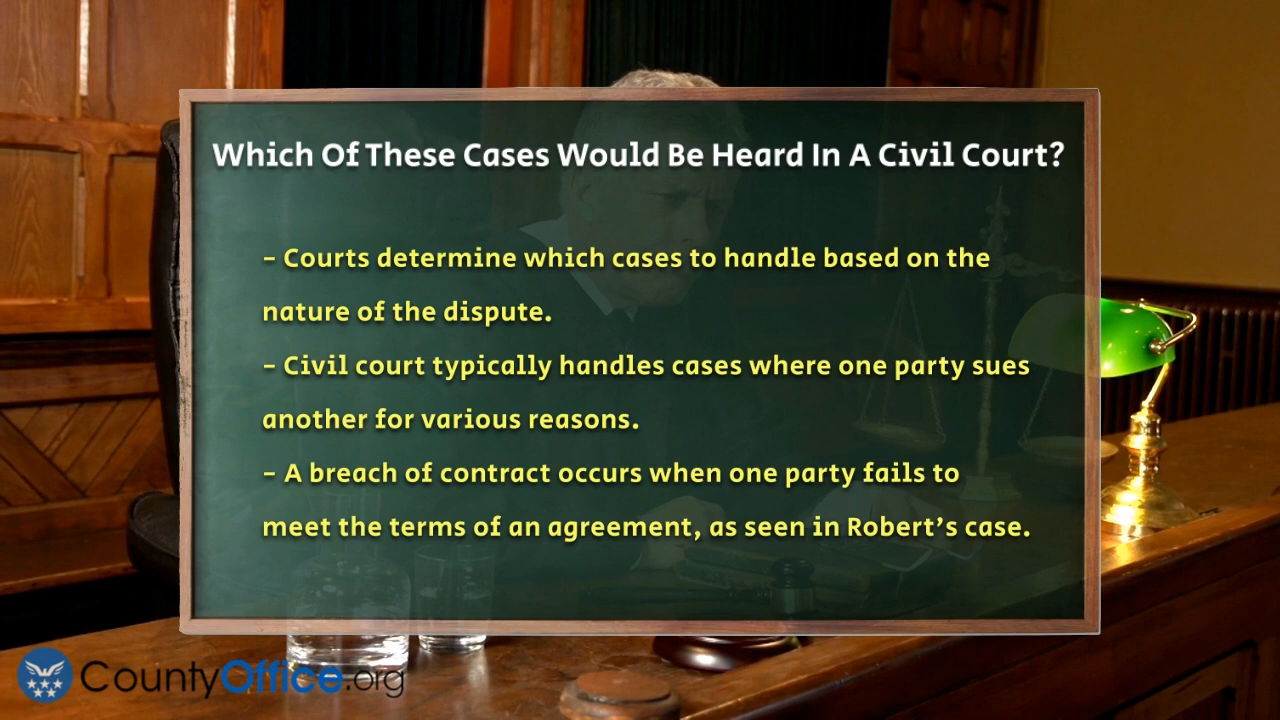 Which Of These Cases Would Be Heard In A Civil Court?
- Courts determine which cases to handle based on the
nature of the dispute.
- Civil court typically handles cases where one party sues
another for various reasons.
- A breach of contract occurs when one party fails to
meet the terms of an agreement, as seen in Robert's case.
CountyOffice.org